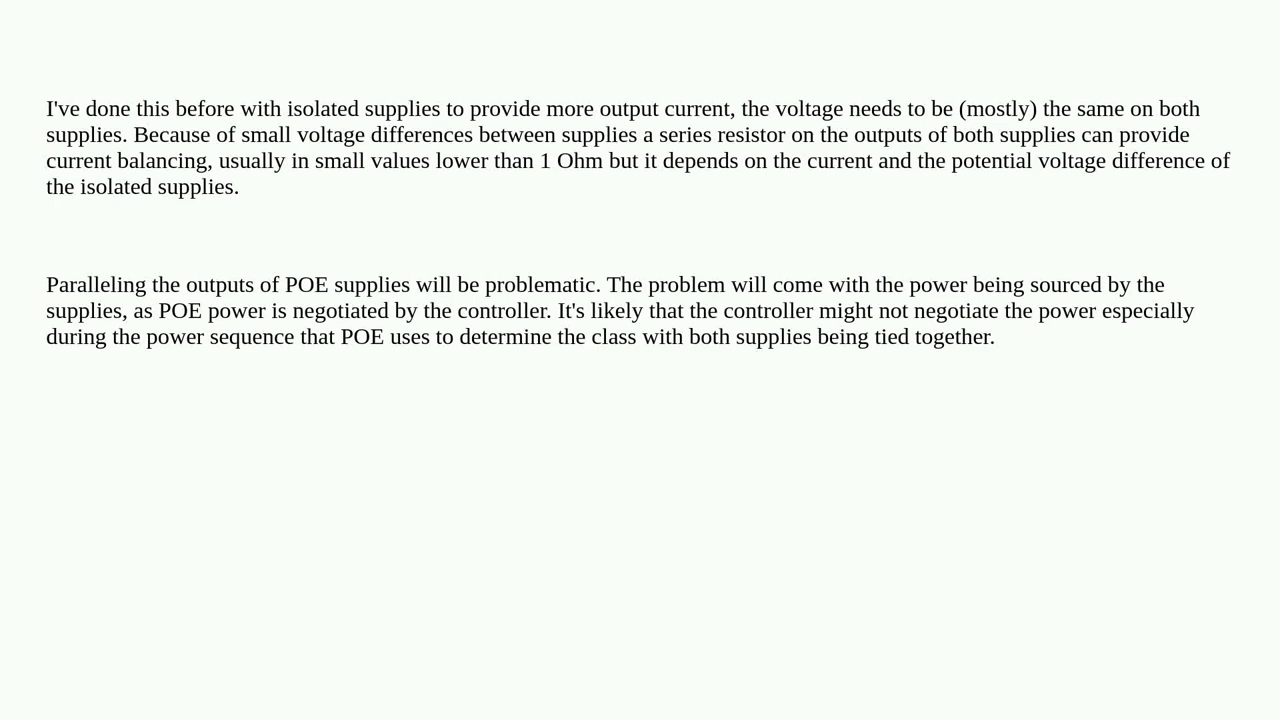 I've done this before with isolated supplies to provide more output current, the voltage needs to be (mostly) the same on both
supplies. Because of small voltage differences between supplies a series resistor on the outputs of both supplies can provide
current balancing, usually in small values lower than 1 Ohm but it depends on the current and the potential voltage difference of
the isolated supplies.
Paralleling the outputs of POE supplies will be problematic. The problem will come with the power being sourced by the
supplies, as POE power is negotiated by the controller. It's likely that the controller might not negotiate the power especially
during the power sequence that POE uses to determine the class with both supplies being tied together.